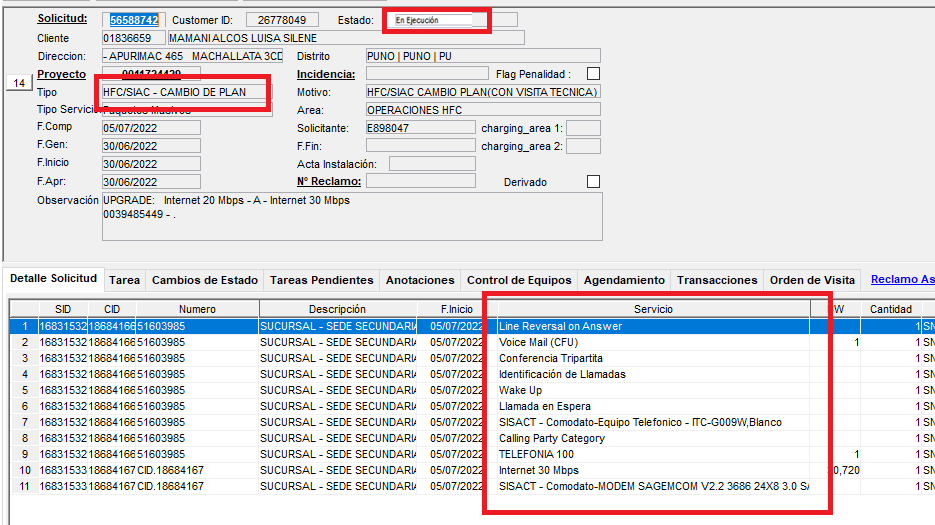 Solicitud: 56588742 Customer ID: 26778049 Estado: En Ejecución
Cliente 01836659 MAMANI ALCOS LUISA SILENE
Direccion: - APURIMAC 465 MACHALLATA 3CD Distrito PUNO | PUNO | PU
Proyecto Incidencia: Flag Penalidad :
14
Tipo HFC/SIAC - CAMBIO DE PLAN Motivo: HFC/SIAC CAMBIO PLAN(CON VISITA TECNICA)
Tipo Servicio Paquetes Masivos Area: OPERACIONES HFC
F.Comp 05/07/2022 Solicitante: E898047 charging_area 1:
F.Gen: 30/06/2022 F.Fin: charging_area 2:
F.Inicio 30/06/2022 Acta Instalación:
F.Apr: 30/06/2022 Nº Reclamo: Derivado
Observación UPGRADE: Internet 20 Mbps - A - Internet 30 Mbps
0039485449 - .
Detalle Solicitud Tarea Cambios de Estado Tareas Pendientes Anotaciones Control de Equipos Agendamiento Transacciones Orden de Visita Reclamo As
SID CID Numero Descripción F.Inicio Servicio W Cantidad
1 16831532 18684166 51603985 SUCURSAL - SEDE SECUNDARIA 05/07/2022 Line Reversal on Answer 1 SN
2 16831532 18684166 51603985 SUCURSAL - SEDE SECUNDARIA 05/07/2022 Voice Mail (CFU) 1 1 SN
3 16831532 18684166 51603985 SUCURSAL - SEDE SECUNDARIA 05/07/2022 Conferencia Tripartita 1 SN
4 16831532 18684166 51603985 SUCURSAL - SEDE SECUNDARIA 05/07/2022 Identificación de Llamadas 1 SN
5 16831532 18684166 51603985 SUCURSAL - SEDE SECUNDARIA 05/07/2022 Wake Up 1 SN
6 16831532 18684166 51603985 SUCURSAL - SEDE SECUNDARIA 05/07/2022 Llamada en Espera 1 SN
7 16831532 18684166 51603985 SUCURSAL - SEDE SECUNDARIA 05/07/2022 SISACT - Comodato-Equipo Telefonico - ITC-G009W,Blanco 1 SN
8 16831532 18684166 51603985 SUCURSAL - SEDE SECUNDARIA 05/07/2022 Calling Party Category 1 SN
9 16831532 18684166 51603985 SUCURSAL - SEDE SECUNDARIA 05/07/2022 TELEFONIA 100 1 1 SN
10 16831533 18684167 CID.18684167 SUCURSAL - SEDE SECUNDARIA 05/07/2022 Internet 30 Mbps 0,720 1 SN
11 16831533 18684167 CID.18684167 SUCURSAL - SEDE SECUNDARIA 05/07/2022 SISACT - Comodato-MODEM SAGEMCOM V2.2 3686 24X8 3.0 S/ 1 SN